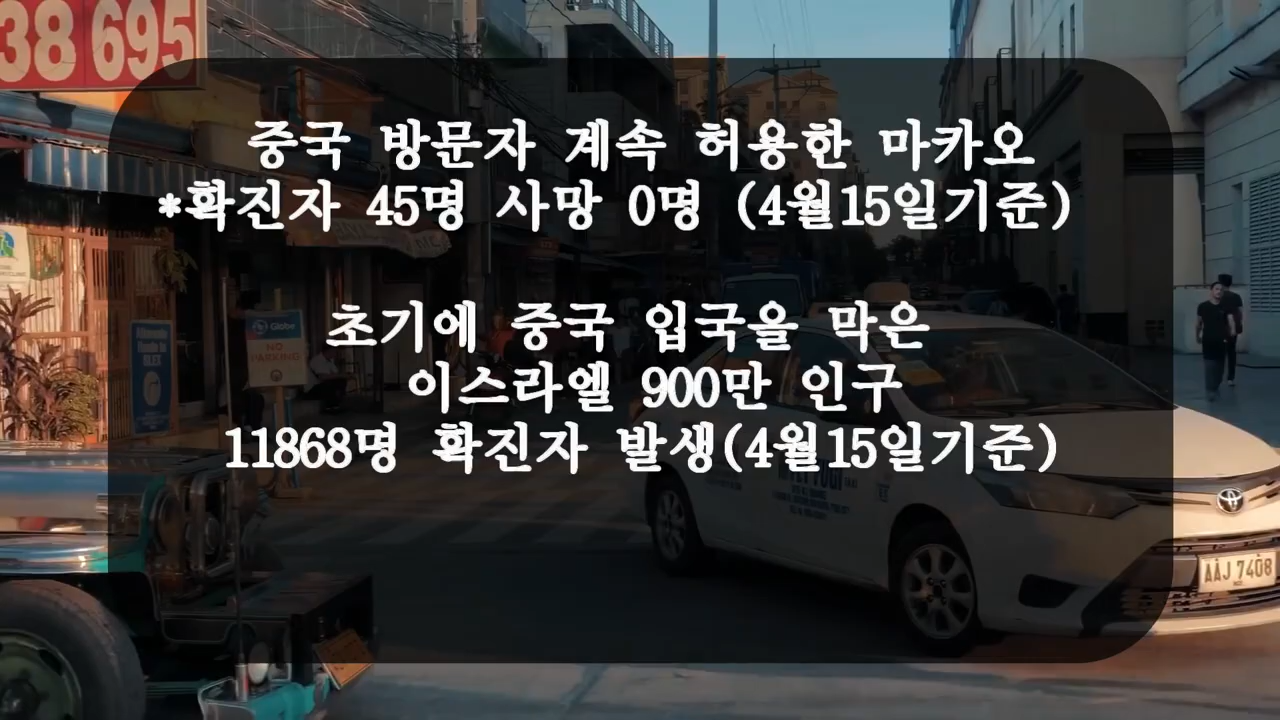 38 695
중국 방문자 계속 허용한 마카오
*확진자 45명 사망 0명 (4월15일기준)
초기에 중국 입국을 막은
이스라엘 900만 인구
11868명 확진자 발생(4월15일기준)
Globe
NO
PARKING
AAJ 7408